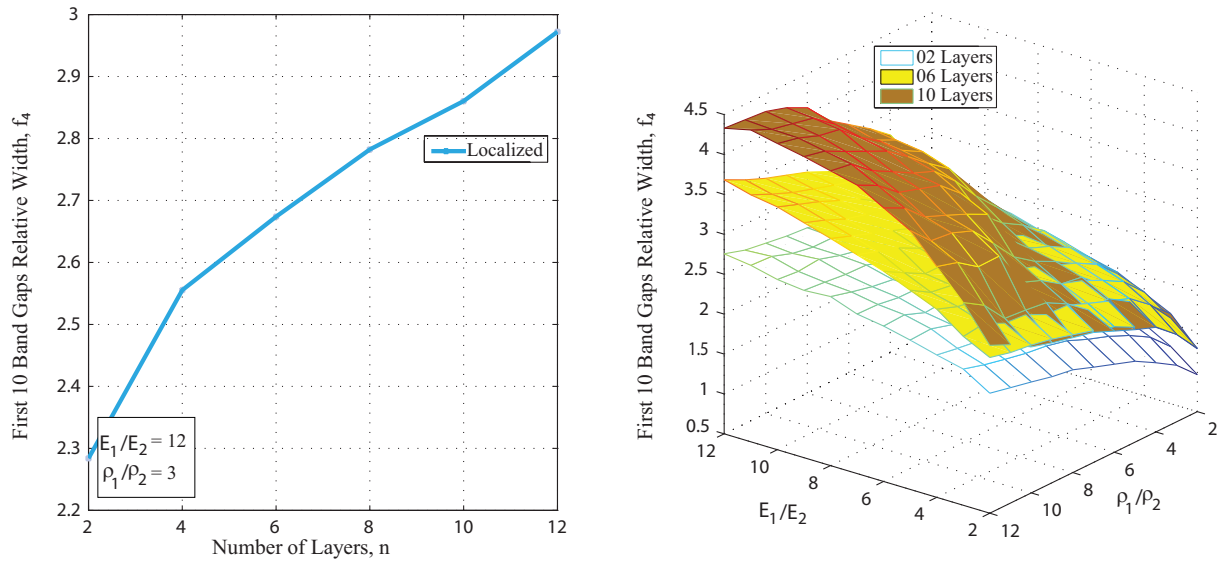 First 10 Band Gaps Relative Width, f₄
3
2.9
2.8
2.7
2.6
2.5
2.4
2.3
2.2
Localized
E₁/E₂ = 12
ρ₁/ρ₂ = 3
2 4 6 8 10 12
Number of Layers, n
02 Layers
06 Layers
10 Layers
First 10 Band Gaps Relative Width, f₄
4.5
4
3.5
3
2.5
2
1.5
1
0.5
12 10 8 6 4 2
E₁/E₂
12 10 8 6 4 2
ρ₁/ρ₂